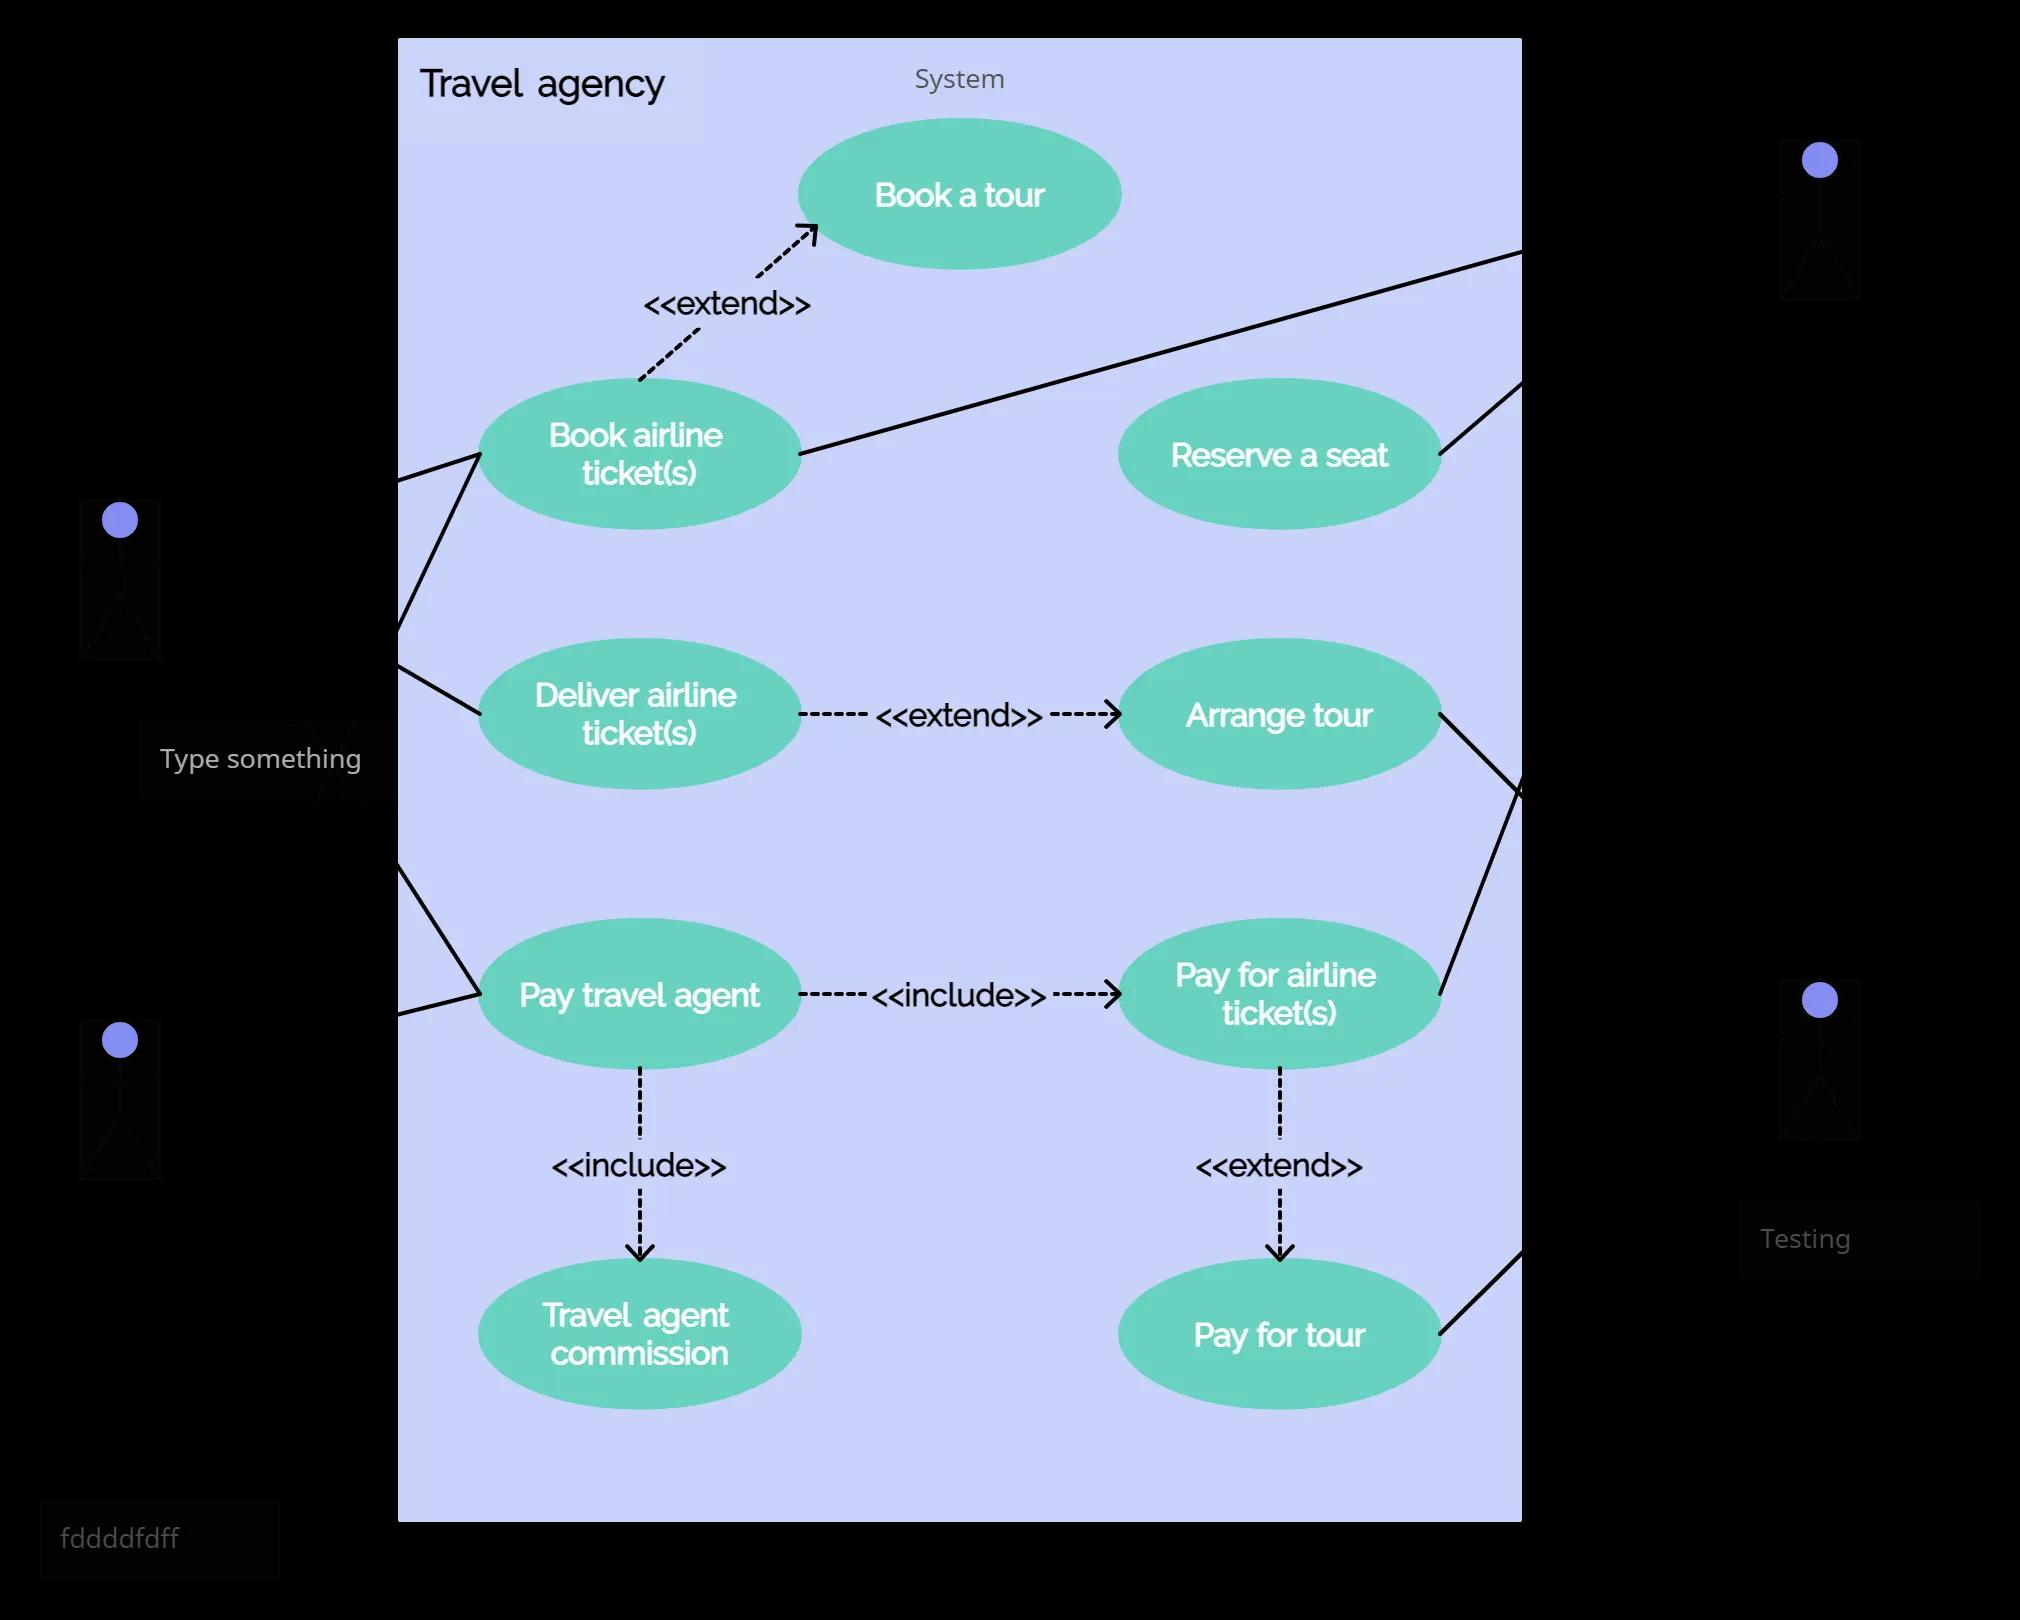 Travel agency
System
Book a tour
<<extend>>
Book airline
ticket(s)
Reserve a seat
Deliver airline
ticket(s)
<<extend>>
Arrange tour
Type something
Pay travel agent
<<include>>
Pay for airline
ticket(s)
<<include>>
<<extend>>
Testing
Travel agent
commission
Pay for tour
fddddfdff